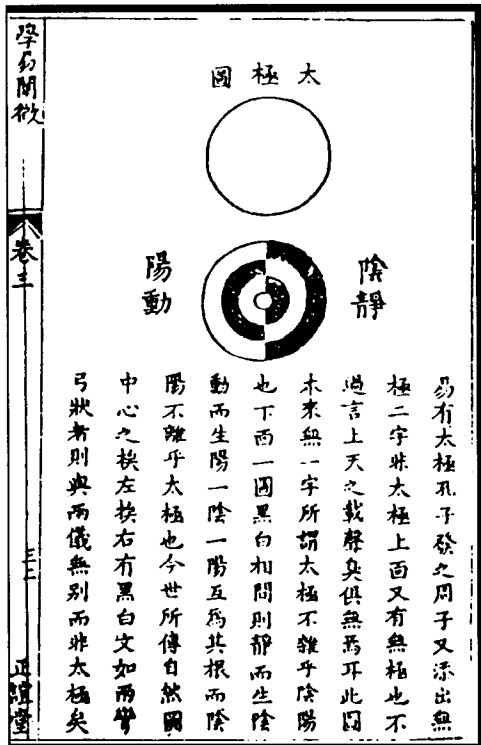 太極圖
陰靜
陽動
易有太極孔子發之周子又添出無
極二字非太極上面又有無極也不
過言上天之載聲臭俱無焉耳此圖
本來無一字所謂太極不雜乎陰陽
也下面一圖黑白相間則靜而生陰
動而生陽一陰一陽互爲其根而陰
陽不離乎太極也今世所傳自然圖
中心之挨左挨右有黑白文如兩彎
弓狀者則與兩儀無別而非太極矣
學易闡微
卷三
正誼堂